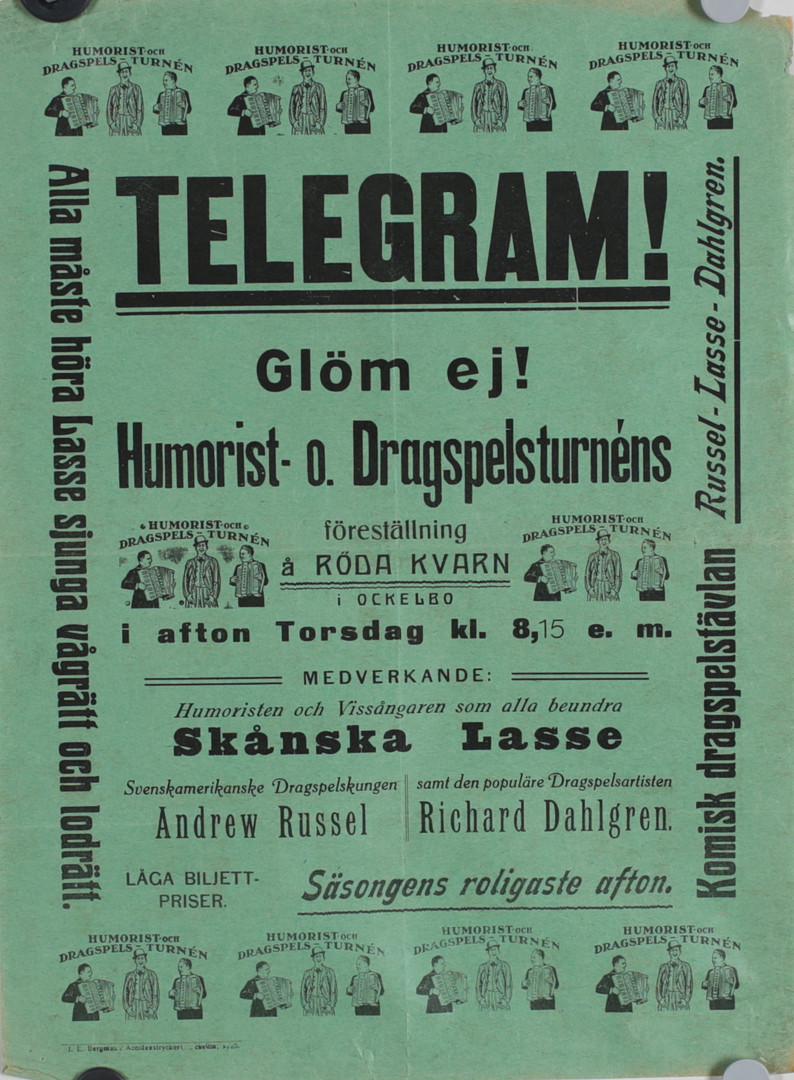 HUMORIST OCH
DRAGSPELS TURNÉN
HUMORIST OCH
DRAGSPELS TURNÉN
HUMORIST OCH
DRAGSPELS TURNÉN
HUMORIST OCH
DRAGSPELS TURNÉN
Alla måste höra Lasse sjunga vågrätt och lodrätt.
TELEGRAM!
Glöm ej!
Humorist- o. Dragspelsturnéns
HUMORIST OCH
DRAGSPELS TURNÉN
föreställning
å RÖDA KVARN
i OCKELBO
HUMORIST OCH
DRAGSPELS TURNÉN
i afton Torsdag kl. 8,15 e. m.
MEDVERKANDE:
Humoristen och Vissångaren som alla beundra
Skånska Lasse
Svenskamerikanske Dragspelskungen
Andrew Russel
samt den populäre Dragspelsartisten
Richard Dahlgren.
LÅGA BILJETT-
PRISER.
Säsongens roligaste afton.
Komisk dragspelstävlan Russel-Lasse-Dahlgren.
HUMORIST OCH
DRAGSPELS TURNÉN
HUMORIST OCH
DRAGSPELS TURNÉN
HUMORIST OCH
DRAGSPELS TURNÉN
HUMORIST OCH
DRAGSPELS TURNÉN